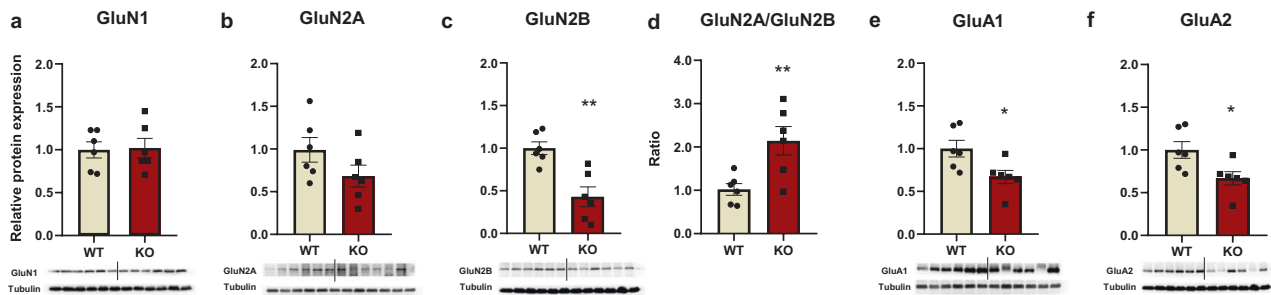 a GluN1
Relative protein expression
2.0
1.5
1.0
0.5
0.0
WT KO
GluN1
Tubulin
b GluN2A
2.0
1.5
1.0
0.5
0.0
WT KO
GluN2A
Tubulin
c GluN2B
2.0
1.5
1.0
0.5
0.0
**
WT KO
GluN2B
Tubulin
d GluN2A/GluN2B
Ratio
4.0
3.0
2.0
1.0
0.0
**
WT KO
e GluA1
2.0
1.5
1.0
0.5
0.0
*
WT KO
GluA1
Tubulin
f GluA2
2.0
1.5
1.0
0.5
0.0
*
WT KO
GluA2
Tubulin